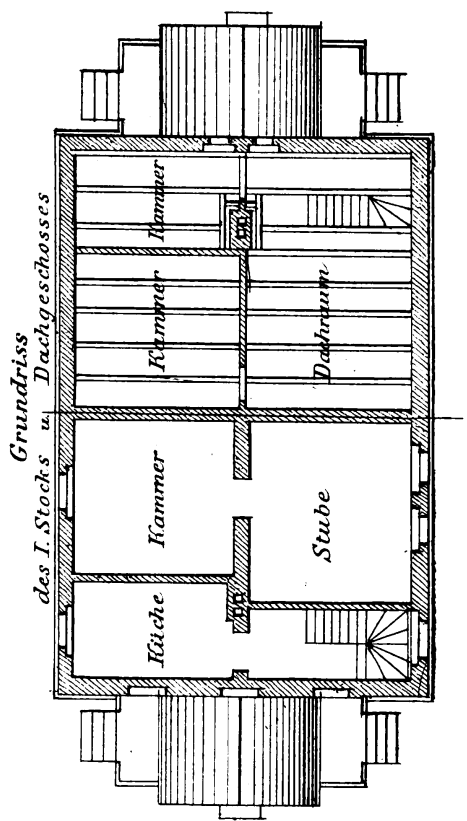 Grundriss
des I. Stocks u. Dachgeschosses
Küche
Kammer
Kammer
Kammer
Stube
Dachraum